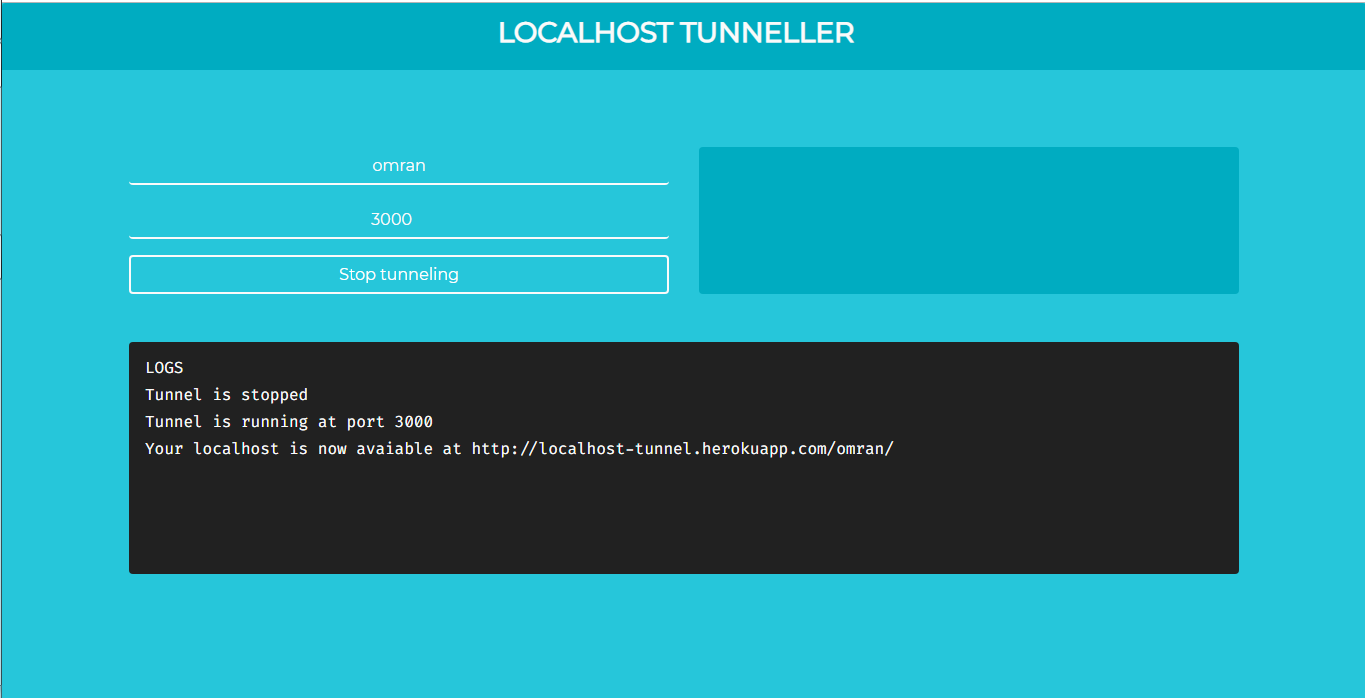 LOCALHOST TUNNELLER
omran
3000
Stop tunneling
LOGS
Tunnel is stopped
Tunnel is running at port 3000
Your localhost is now avaiable at http://localhost-tunnel.herokuapp.com/omran/